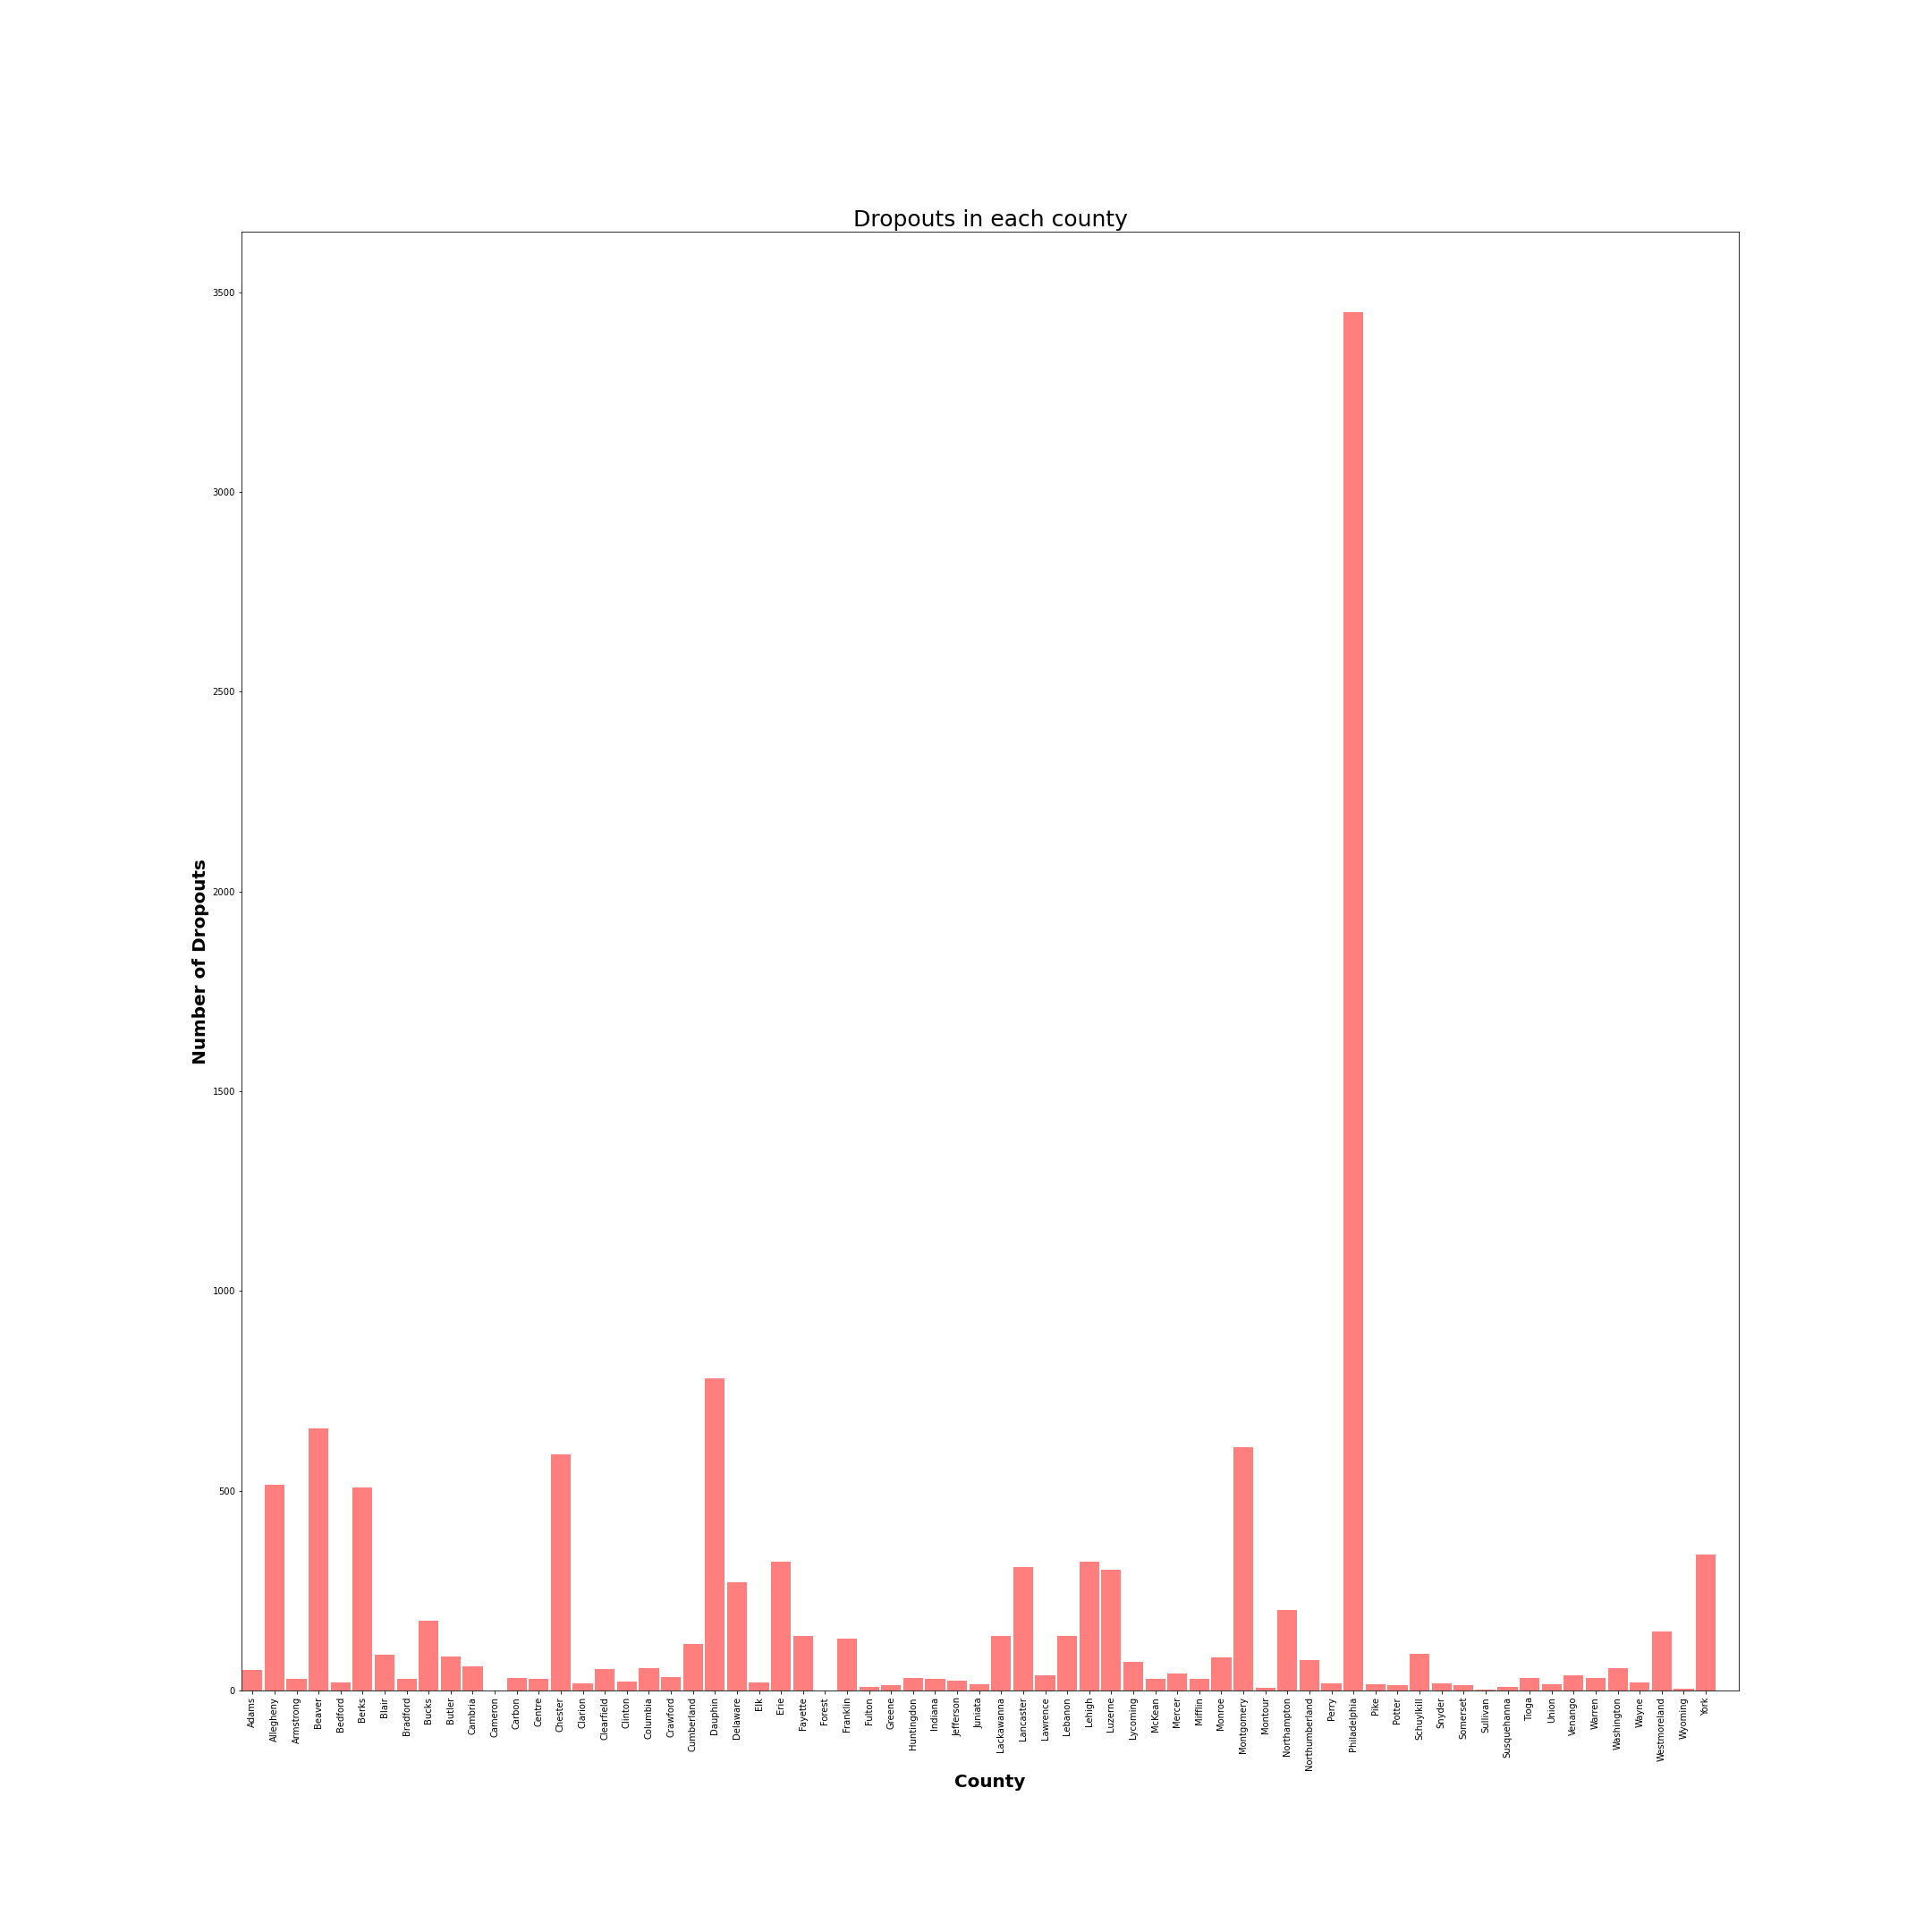 Dropouts in each county
3500
3000
2500
2000
1500
1000
500
0
Number of Dropouts
Adams
Allegheny
Armstrong
Beaver
Bedford
Berks
Blair
Bradford
Bucks
Butler
Cambria
Cameron
Carbon
Centre
Chester
Clarion
Clearfield
Clinton
Columbia
Crawford
Cumberland
Dauphin
Delaware
Elk
Erie
Fayette
Forest
Franklin
Fulton
Greene
Huntingdon
Indiana
Jefferson
Juniata
Lackawanna
Lancaster
Lawrence
Lebanon
Lehigh
Luzerne
Lycoming
McKean
Mercer
Mifflin
Monroe
Montgomery
Montour
Northampton
Northumberland
Perry
Philadelphia
Pike
Potter
Schuylkill
Snyder
Somerset
Sullivan
Susquehanna
Tioga
Union
Venango
Warren
Washington
Wayne
Westmoreland
Wyoming
York
County